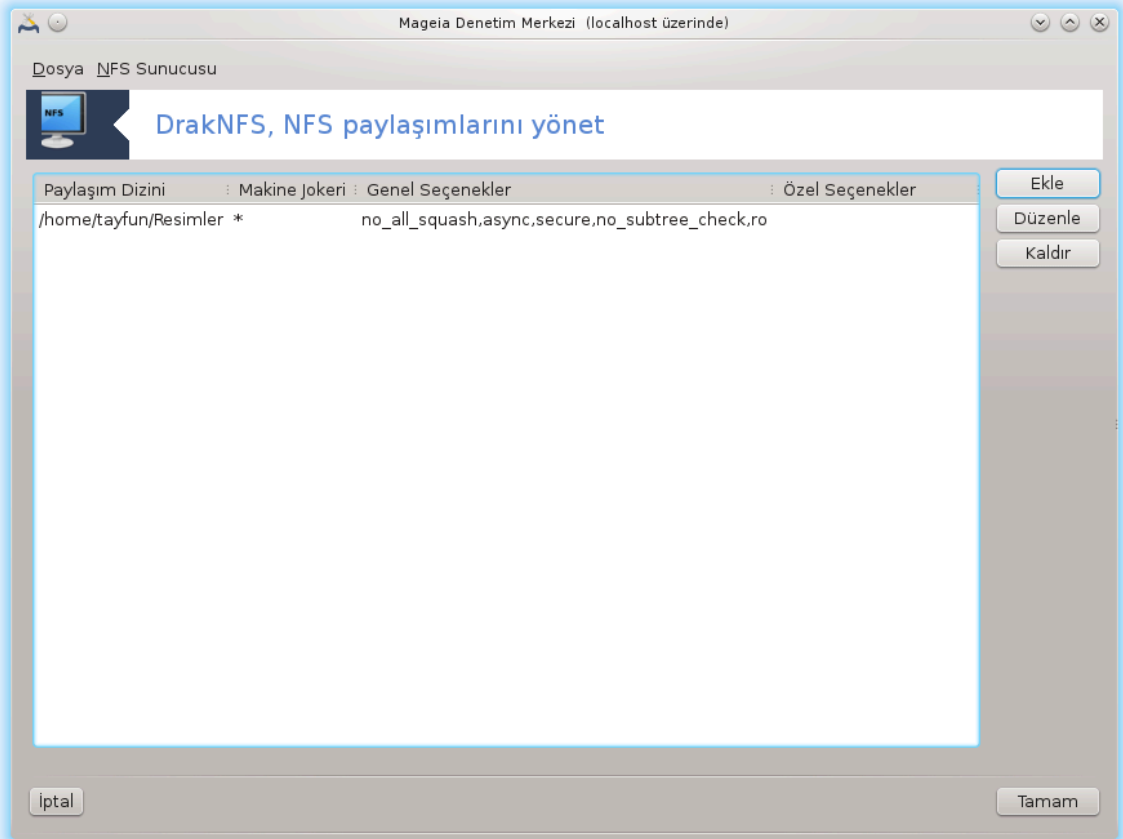 Mageia Denetim Merkezi (localhost üzerinde)
Dosya NFS Sunucusu
NFS
DrakNFS, NFS paylaşımlarını yönet
Paylaşım Dizini Makine Jokeri Genel Seçenekler Özel Seçenekler
/home/tayfun/Resimler * no_all_squash,async,secure,no_subtree_check,ro
Ekle
Düzenle
Kaldır
İptal
Tamam